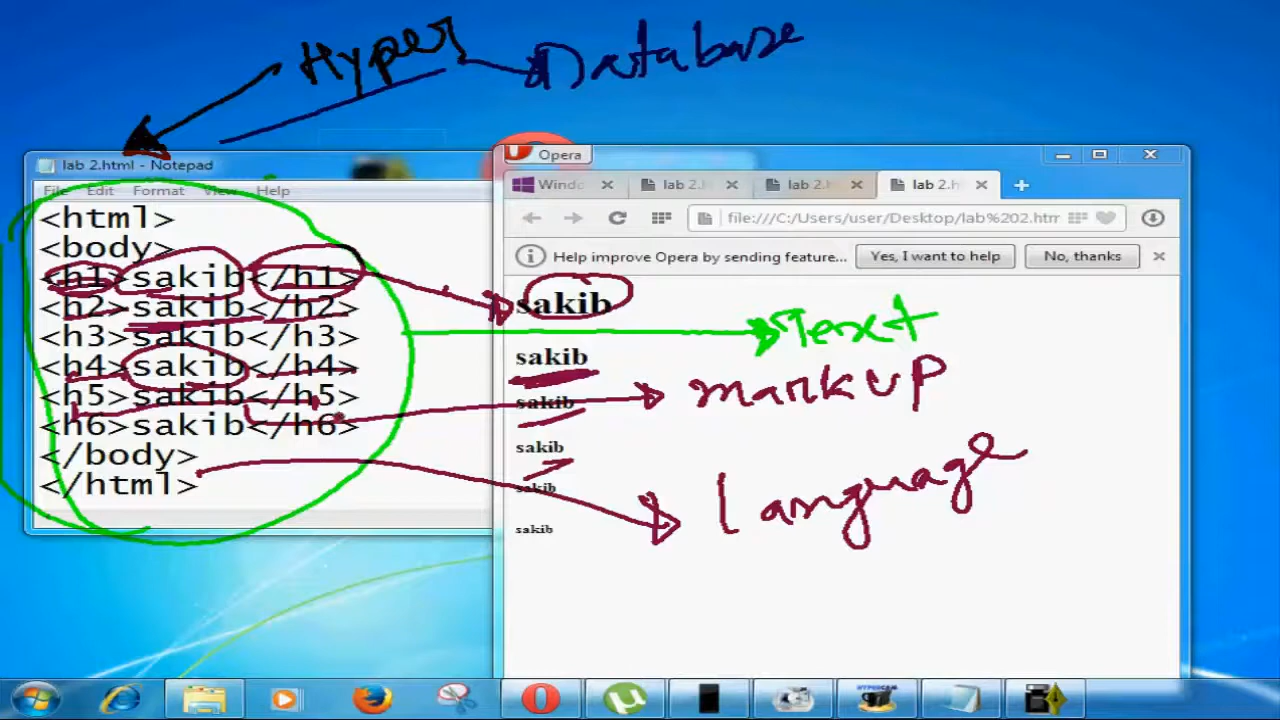 Hyper Database
lab 2.html - Notepad
File Edit Format View Help
<html>
<body>
<h1>sakib</h1>
<h2>sakib</h2>
<h3>sakib</h3>
<h4>sakib</h4>
<h5>sakib</h5>
<h6>sakib</h6>
</body>
</html>
Opera
Windo lab 2.h lab 2.h lab 2.h
file:///C:/Users/user/Desktop/lab%202.htm
Help improve Opera by sending feature... Yes, I want to help No, thanks
sakib
sakib
sakib
sakib
sakib
sakib
Text
markup
language
HYPERCAM